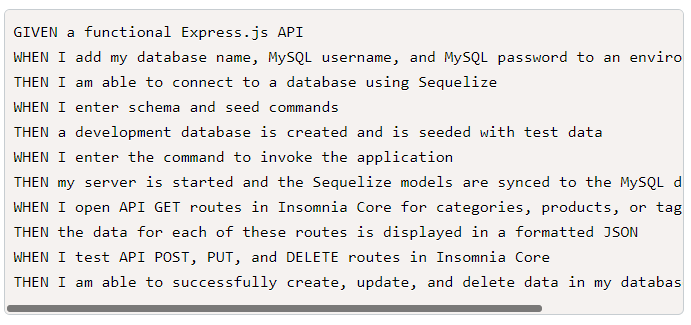 GIVEN a functional Express.js API
WHEN I add my database name, MySQL username, and MySQL password to an enviro
THEN I am able to connect to a database using Sequelize
WHEN I enter schema and seed commands
THEN a development database is created and is seeded with test data
WHEN I enter the command to invoke the application
THEN my server is started and the Sequelize models are synced to the MySQL d
WHEN I open API GET routes in Insomnia Core for categories, products, or tag
THEN the data for each of these routes is displayed in a formatted JSON
WHEN I test API POST, PUT, and DELETE routes in Insomnia Core
THEN I am able to successfully create, update, and delete data in my databas